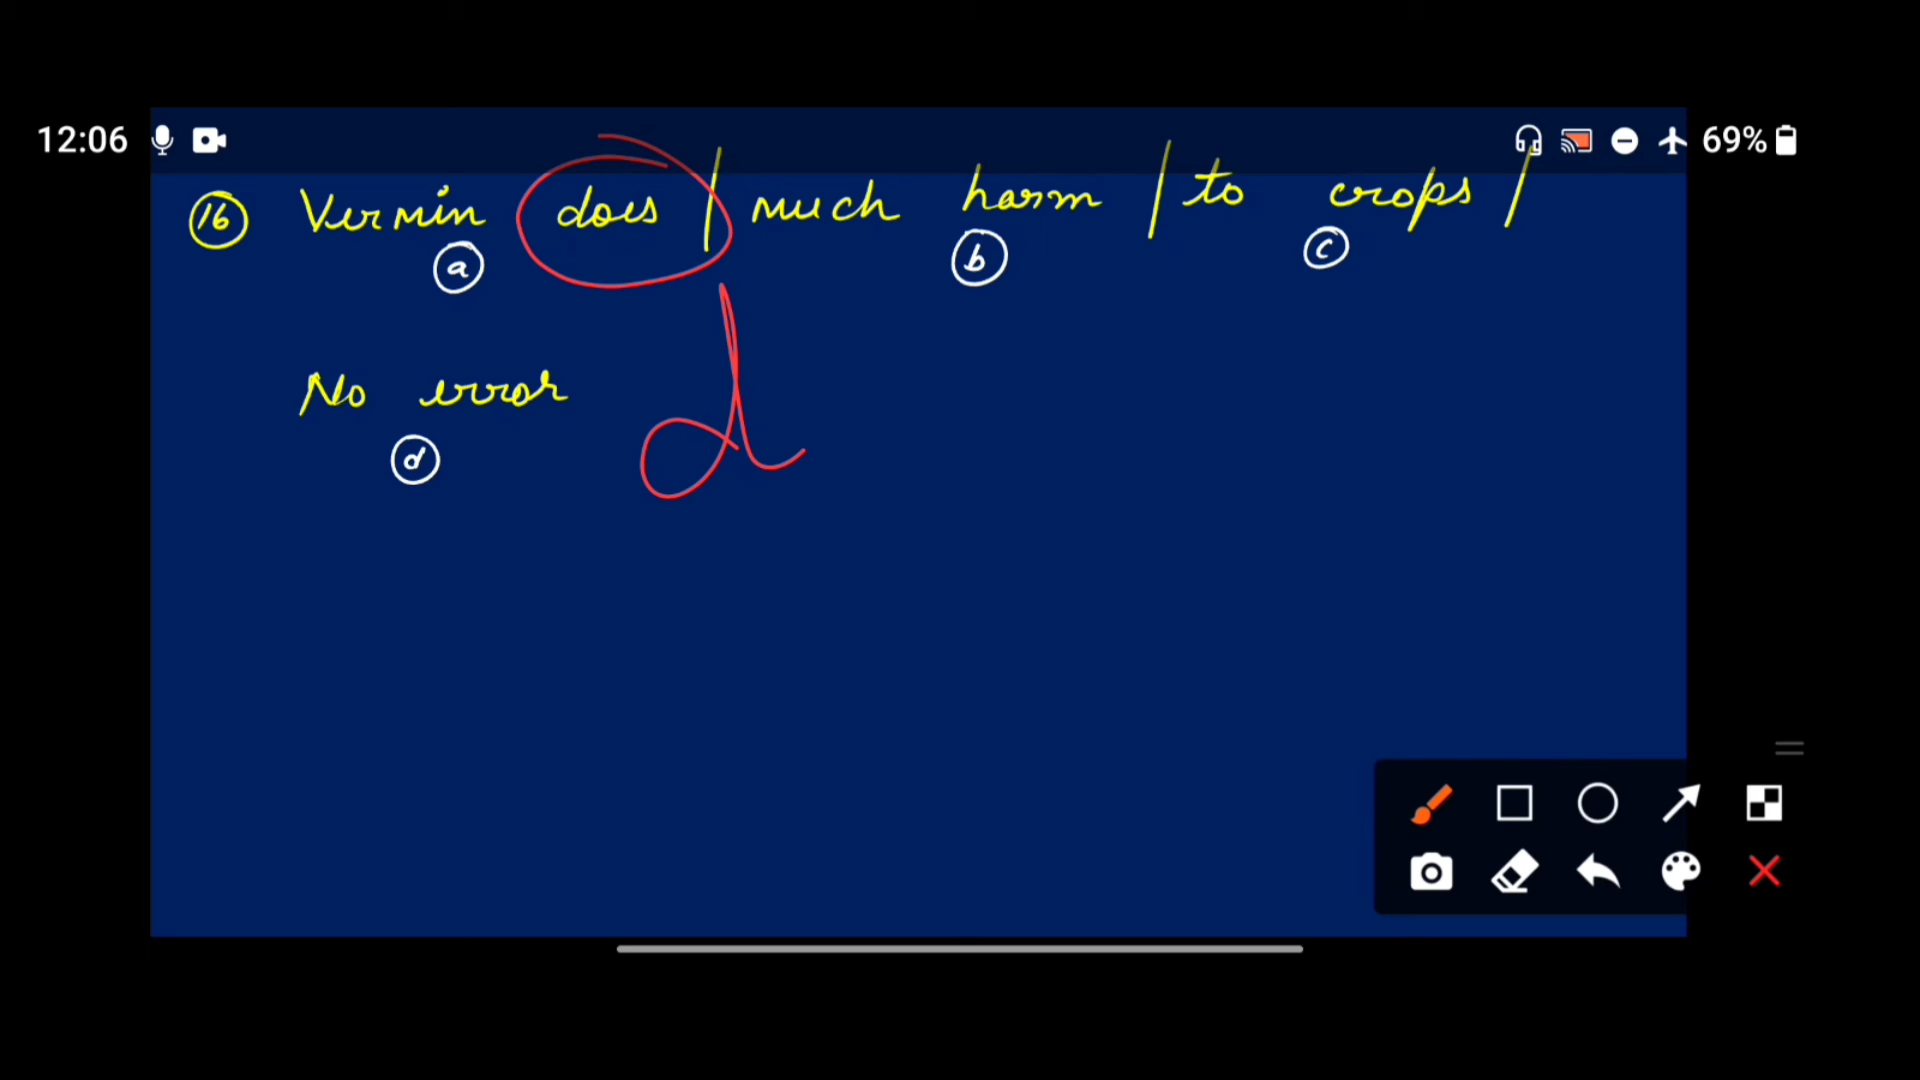 12:06 69%
16 Vermin does / much harm / to crops /
a b c
No error d
d